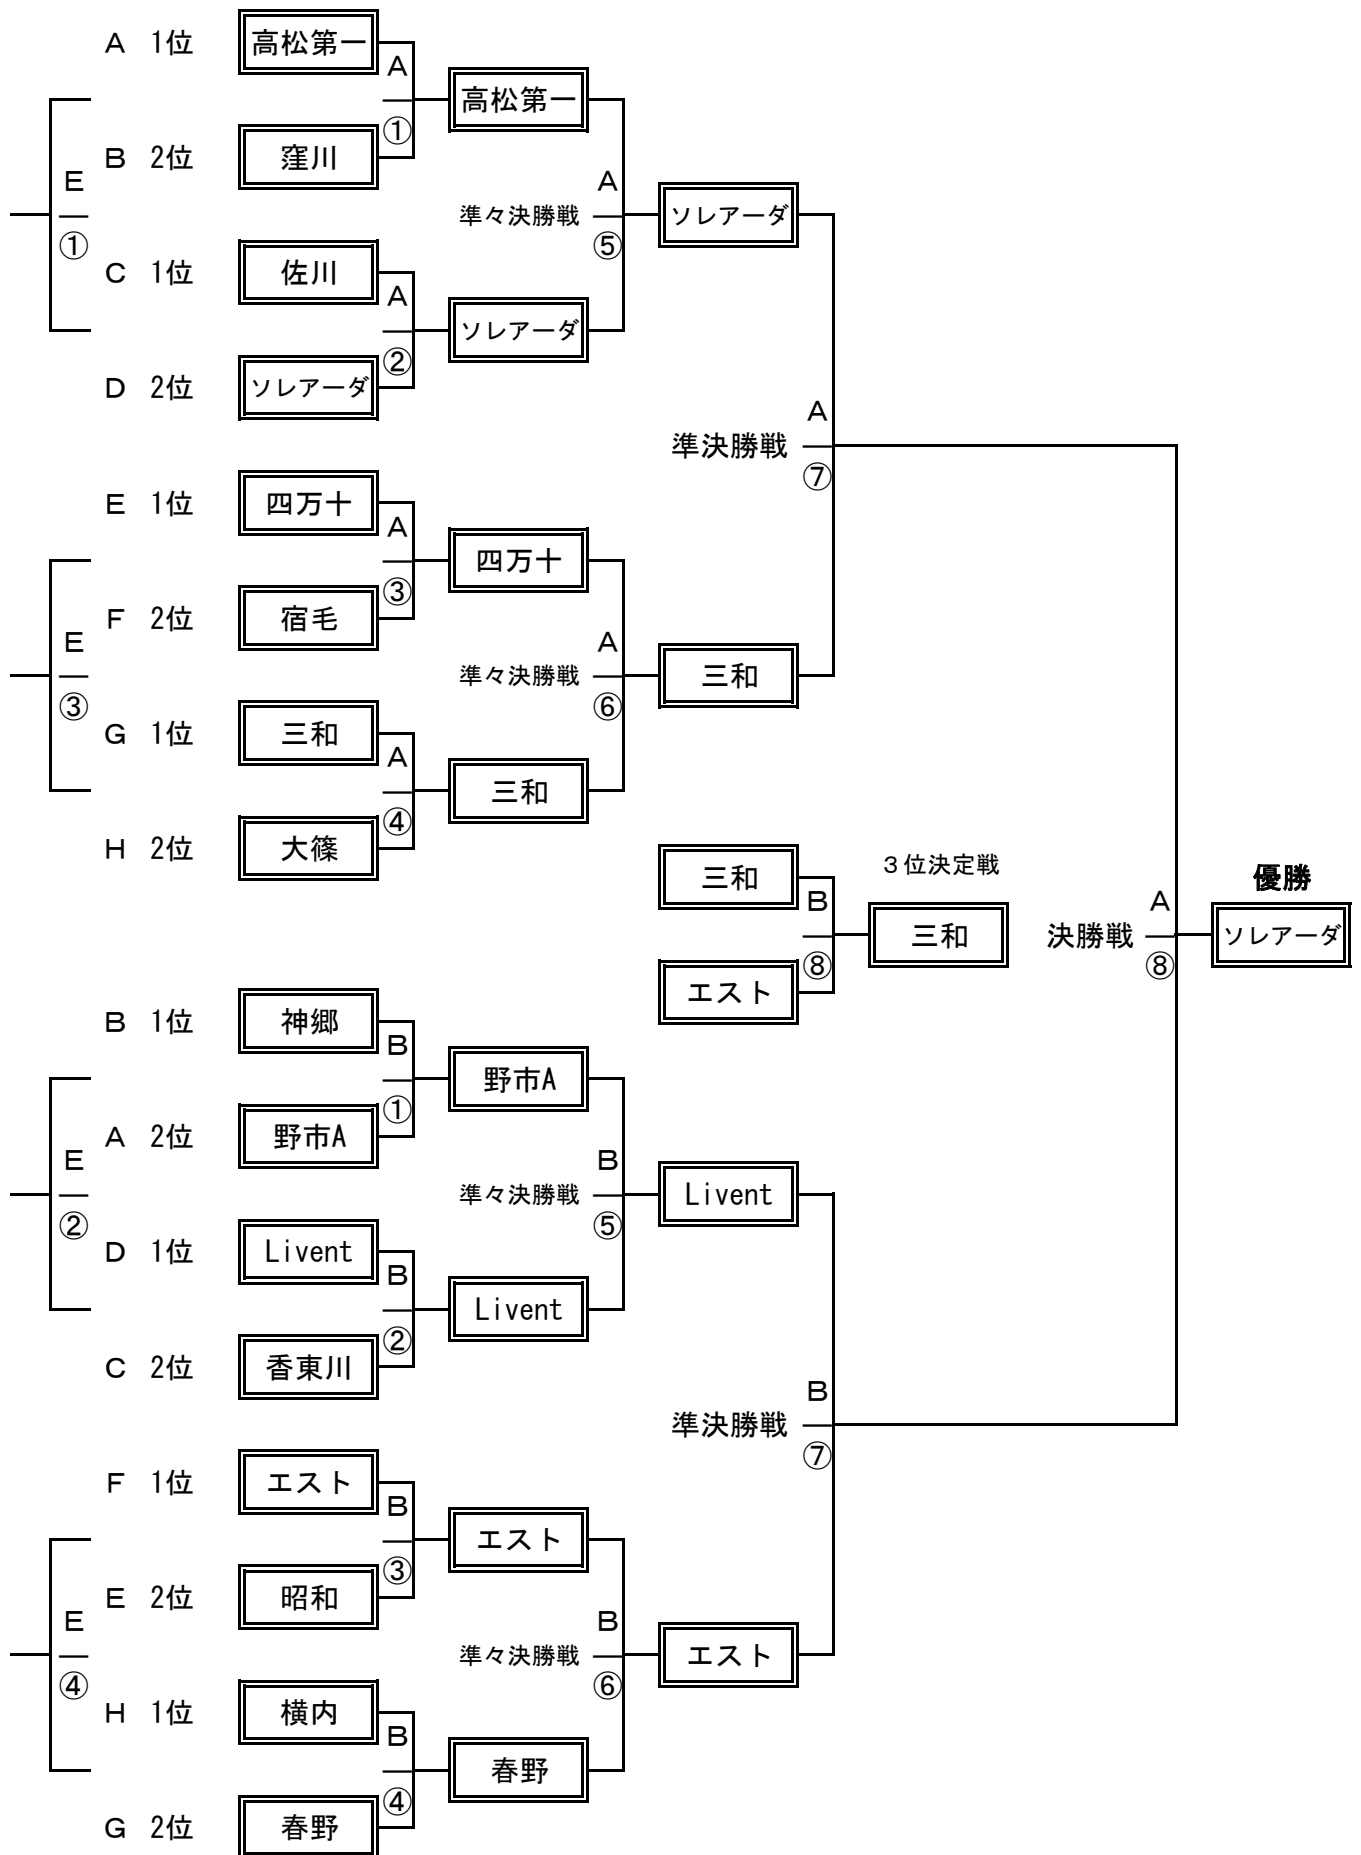 A 1位 高松第一
A
①
高松第一
B 2位 窪川
E
①
A
準々決勝戦
⑤
ソレアーダ
C 1位 佐川
A
②
ソレアーダ
D 2位 ソレアーダ
A
準決勝戦
⑦
E 1位 四万十
A
③
四万十
F 2位 宿毛
E
③
A
準々決勝戦
⑥
三和
G 1位 三和
A
④
三和
H 2位 大篠
三和
B
⑧
エスト
3位決定戦
三和
決勝戦
A
⑧
優勝
ソレアーダ
B 1位 神郷
B
①
野市A
A 2位 野市A
E
②
B
準々決勝戦
⑤
Livent
D 1位 Livent
B
②
Livent
C 2位 香東川
B
準決勝戦
⑦
F 1位 エスト
B
③
エスト
E 2位 昭和
E
④
B
準々決勝戦
⑥
エスト
H 1位 横内
B
④
春野
G 2位 春野